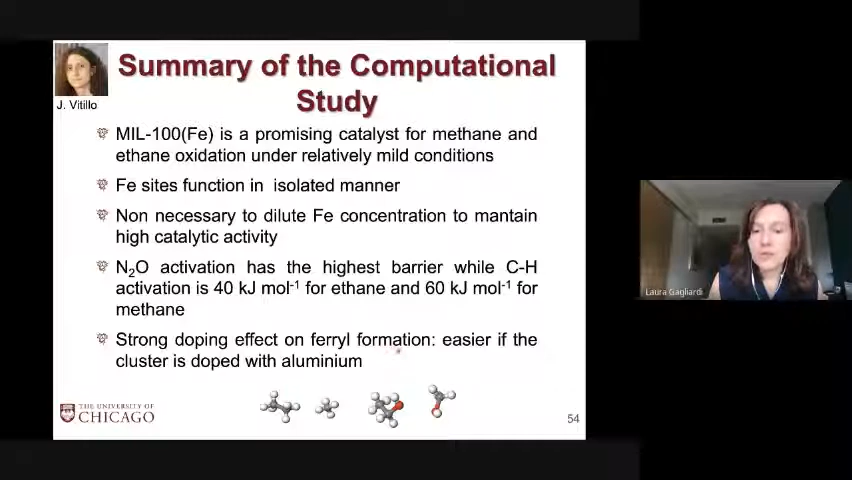 Summary of the Computational
Study
J. Vitillo
MIL-100(Fe) is a promising catalyst for methane and
ethane oxidation under relatively mild conditions
Fe sites function in isolated manner
Non necessary to dilute Fe concentration to mantain
high catalytic activity
N₂O activation has the highest barrier while C-H
activation is 40 kJ mol⁻¹ for ethane and 60 kJ mol⁻¹ for
methane
Strong doping effect on ferryl formation: easier if the
cluster is doped with aluminium
THE UNIVERSITY OF
CHICAGO
54
Laura Gagliardi